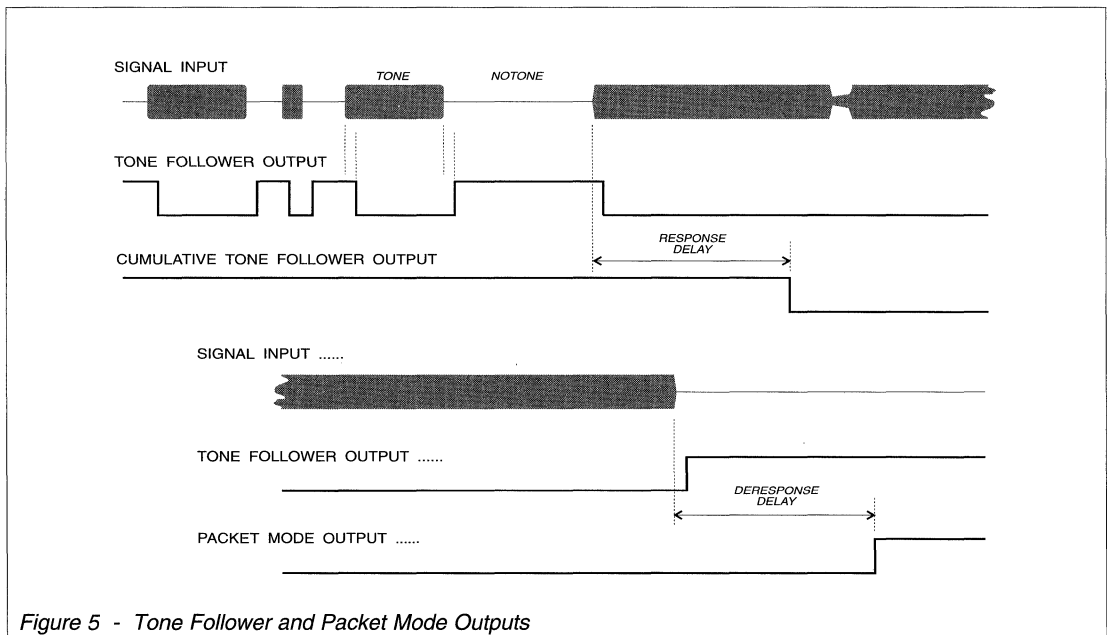 SIGNAL INPUT
TONE
NOTONE
TONE FOLLOWER OUTPUT
RESPONSE
DELAY
CUMULATIVE TONE FOLLOWER OUTPUT
SIGNAL INPUT ......
TONE FOLLOWER OUTPUT ......
DERESPONSE
DELAY
PACKET MODE OUTPUT ......
Figure 5 - Tone Follower and Packet Mode Outputs